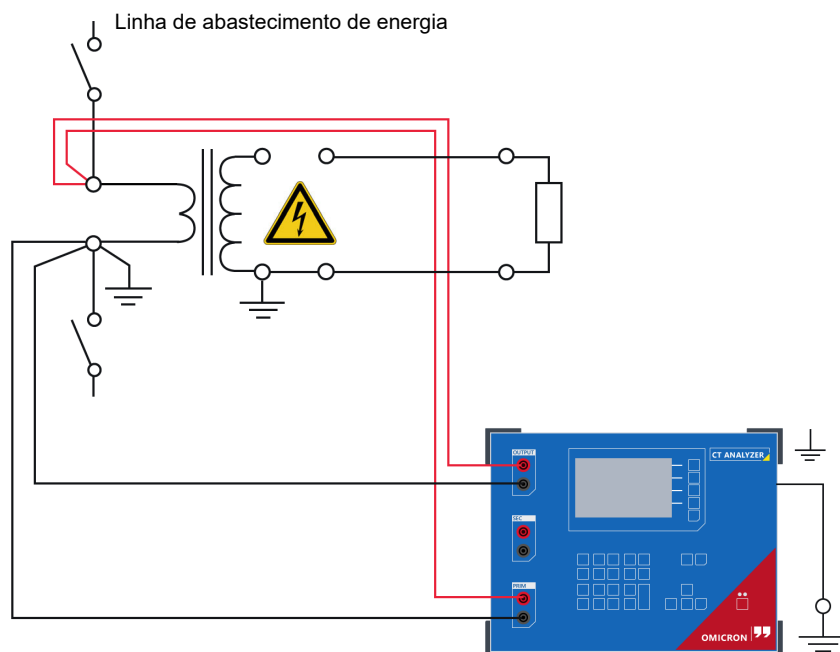 Linha de abastecimento de energia
OUTPUT
CT ANALYZER
SEC
PRIM
OMICRON